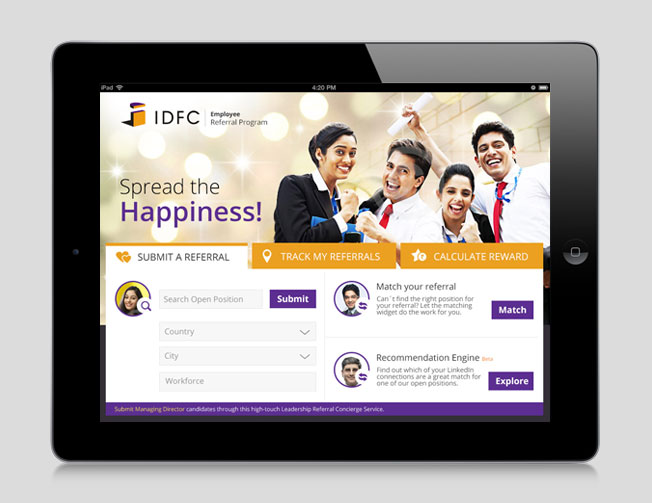 iPad
4:20 PM
IDFC
Employee
Referral Program
Spread the
Happiness!
SUBMIT A REFERRAL
TRACK MY REFERRALS
CALCULATE REWARD
Search Open Position
Submit
Country
City
Workforce
Match your referral
Can`t find the right position for
your referral? Let the matching
widget do the work for you.
Match
Recommendation Engine Beta
Find out which of your LinkedIn
connections are a great match for
one of our open positions.
Explore
Submit Managing Director candidates through this high-touch Leadership Referral Concierge Service.